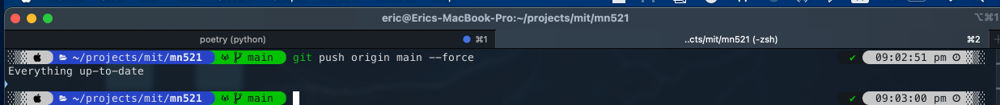 eric@Erics-MacBook-Pro:~/projects/mit/mn521
⌥⌘1
poetry (python)
⌘1
..cts/mit/mn521 (-zsh)
⌘2
~/projects/mit/mn521 main git push origin main --force ✔ 09:02:51 pm
Everything up-to-date
~/projects/mit/mn521 main ✔ 09:03:00 pm